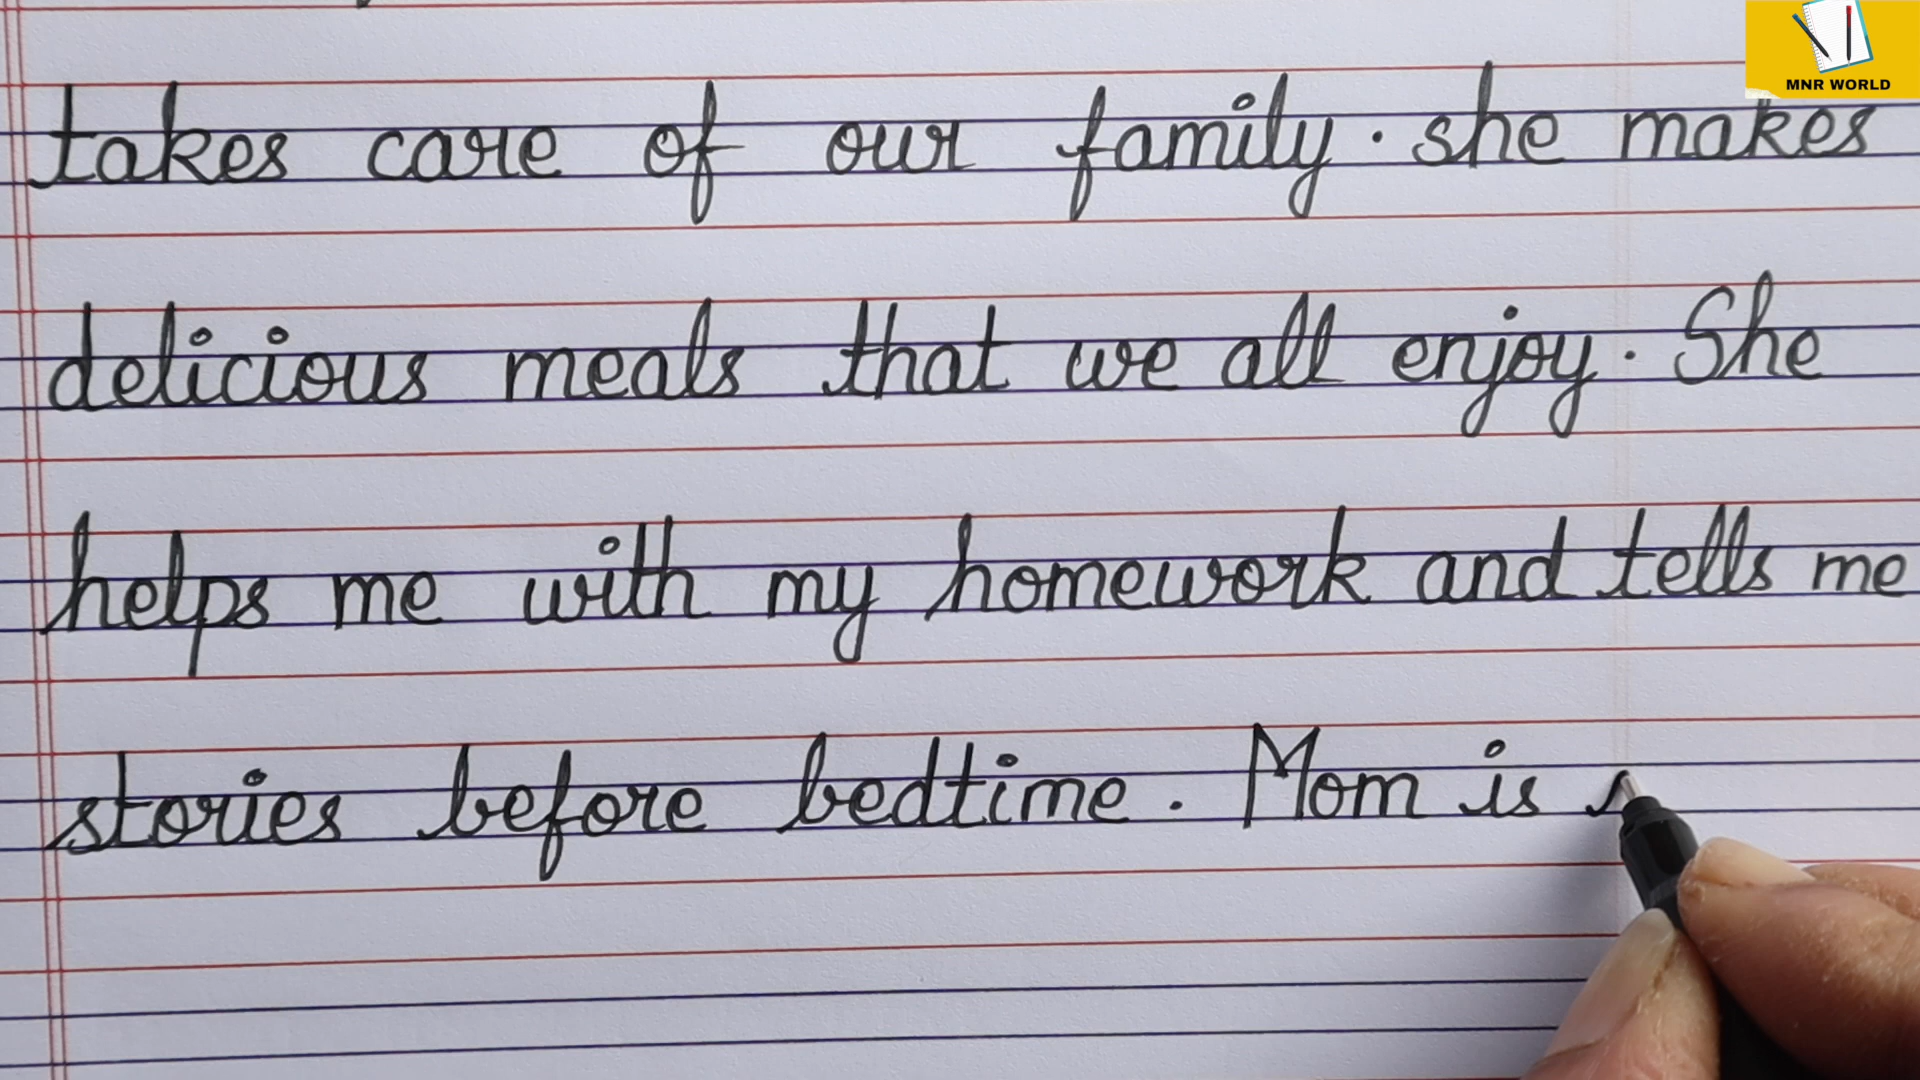 MNR WORLD
takes care of our family. she makes
delicious meals that we all enjoy. She
helps me with my homework and tells me
stories before bedtime. Mom is